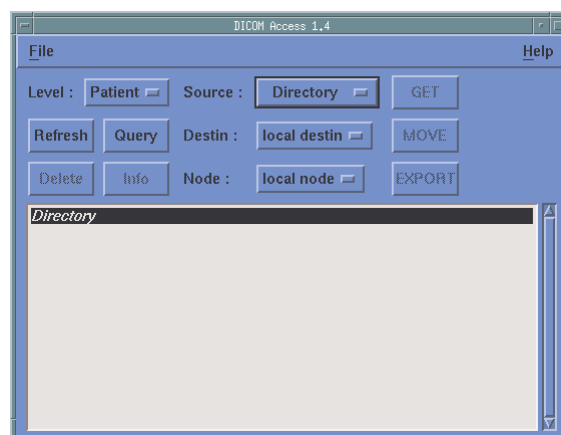 DICOM Access 1.4
File Help
Level : Patient Source : Directory GET
Refresh Query Destin : local destin MOVE
Delete Info Node : local node EXPORT
Directory